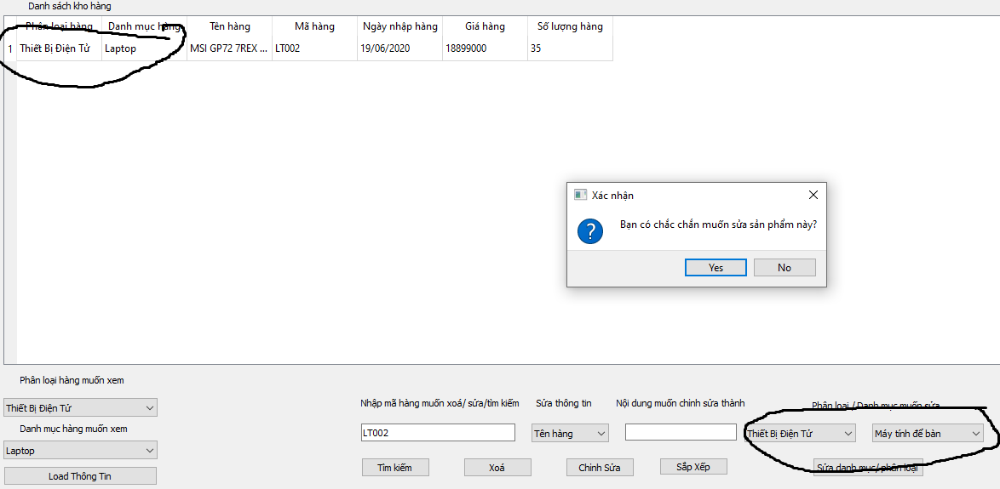 Danh sách kho hàng
Phân loại hàng Danh mục hàng Tên hàng Mã hàng Ngày nhập hàng Giá hàng Số lượng hàng
1 Thiết Bị Điện Tử Laptop MSI GP72 7REX ... LT002 19/06/2020 18899000 35
Xác nhận
Bạn có chắc chắn muốn sửa sản phẩm này?
Yes No
Phân loại hàng muốn xem
Thiết Bị Điện Tử
Danh mục hàng muốn xem
Laptop
Load Thông Tin
Nhập mã hàng muốn xoá/ sửa/tìm kiếm Sửa thông tin Nội dung muốn chinh sửa thành Phân loại / Danh mục muốn sửa
LT002 Tên hàng Thiết Bị Điện Tử Máy tính để bàn
Tìm kiếm Xoá Chinh Sửa Sắp Xếp Sửa danh mục/ phân loại